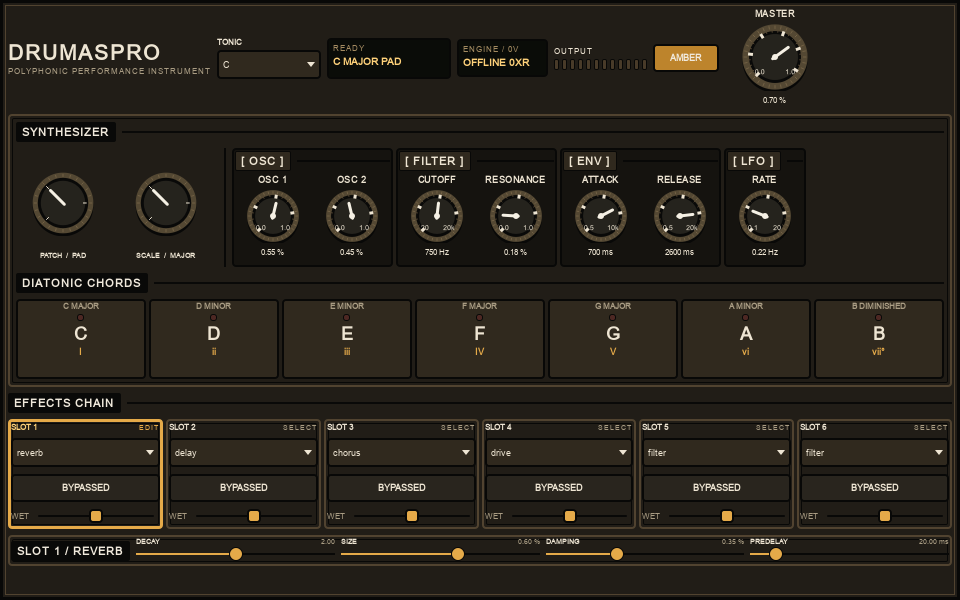 DRUMASPRO
POLYPHONIC PERFORMANCE INSTRUMENT
TONIC
C
READY
C MAJOR PAD
ENGINE / 0V
OFFLINE 0XR
OUTPUT
AMBER
MASTER
0.0 1.0
0.70 %
SYNTHESIZER
PATCH / PAD
SCALE / MAJOR
[ OSC ]
OSC 1 OSC 2
0.0 1.0 0.0 1.0
0.55 % 0.45 %
[ FILTER ]
CUTOFF RESONANCE
20 20k 0.0 1.0
750 Hz 0.18 %
[ ENV ]
ATTACK RELEASE
0.5 10k 0.5
700 ms 2600 ms
[ LFO ]
RATE
0.1 20
0.22 Hz
DIATONIC CHORDS
C MAJOR D MINOR E MINOR F MAJOR G MAJOR A MINOR B DIMINISHED
C D E F G A B
I ii iii IV V vi vii°
EFFECTS CHAIN
SLOT 1 EDIT SLOT 2 SELECT SLOT 3 SELECT SLOT 4 SELECT SLOT 5 SELECT SLOT 6 SELECT
reverb delay chorus drive filter filter
BYPASSED BYPASSED BYPASSED BYPASSED BYPASSED BYPASSED
WET WET WET WET WET WET
SLOT 1 / REVERB
DECAY 2.00 SIZE 0.60 % DAMPING 0.35 % PREDELAY 20.00 ms